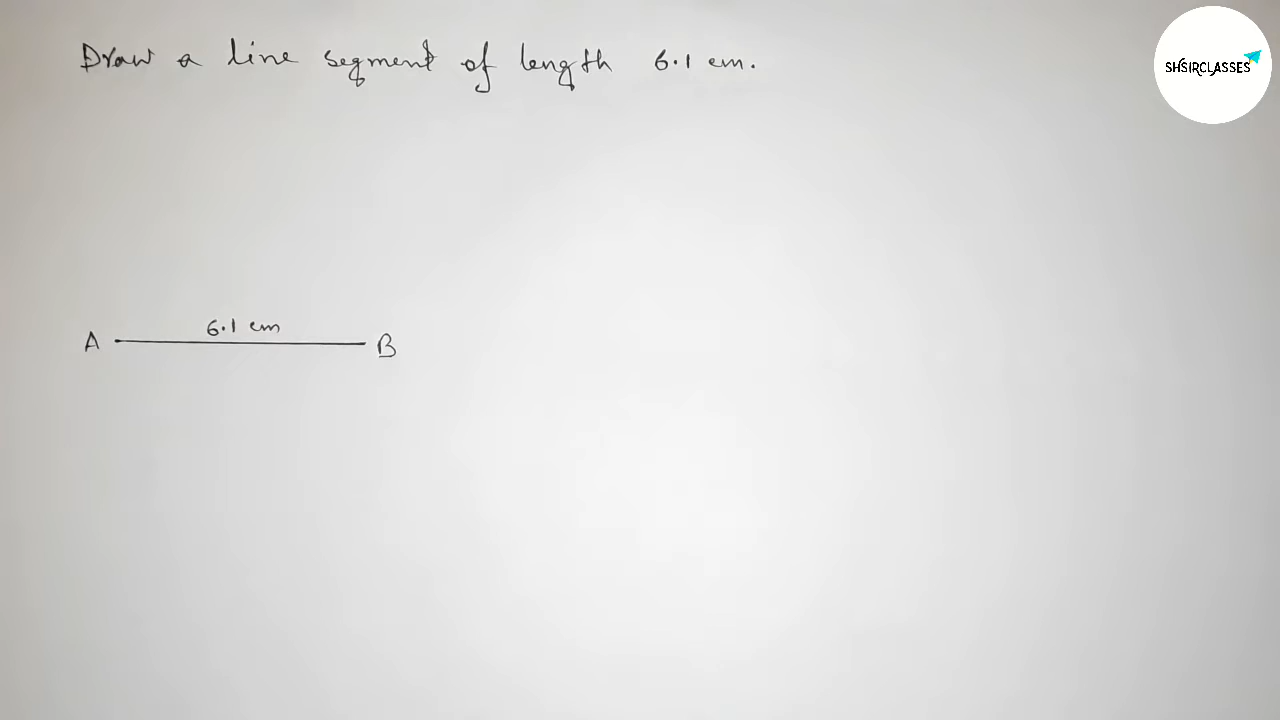 Draw a line segment of length 6.1 cm.
SHSIRCLASSES
6.1 cm
A B